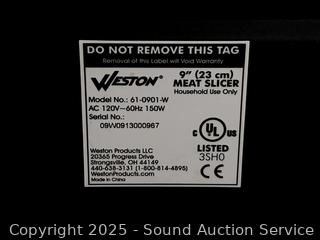 DO NOT REMOVE THIS TAG
Removal of this Label will Void Warranty
WESTON®
9" (23 cm)
MEAT SLICER
Household Use Only
Model No.: 61-0901-W
AC 120V~60Hz 150W
Serial No.:
09W0913000967
C UL US
LISTED
3SH0
CE
Weston Products LLC
20365 Progress Drive
Strongsville, OH 44149
440-638-3131 (1-800-814-4895)
WestonProducts.com
Made in China
Copyright 2025 - Sound Auction Service